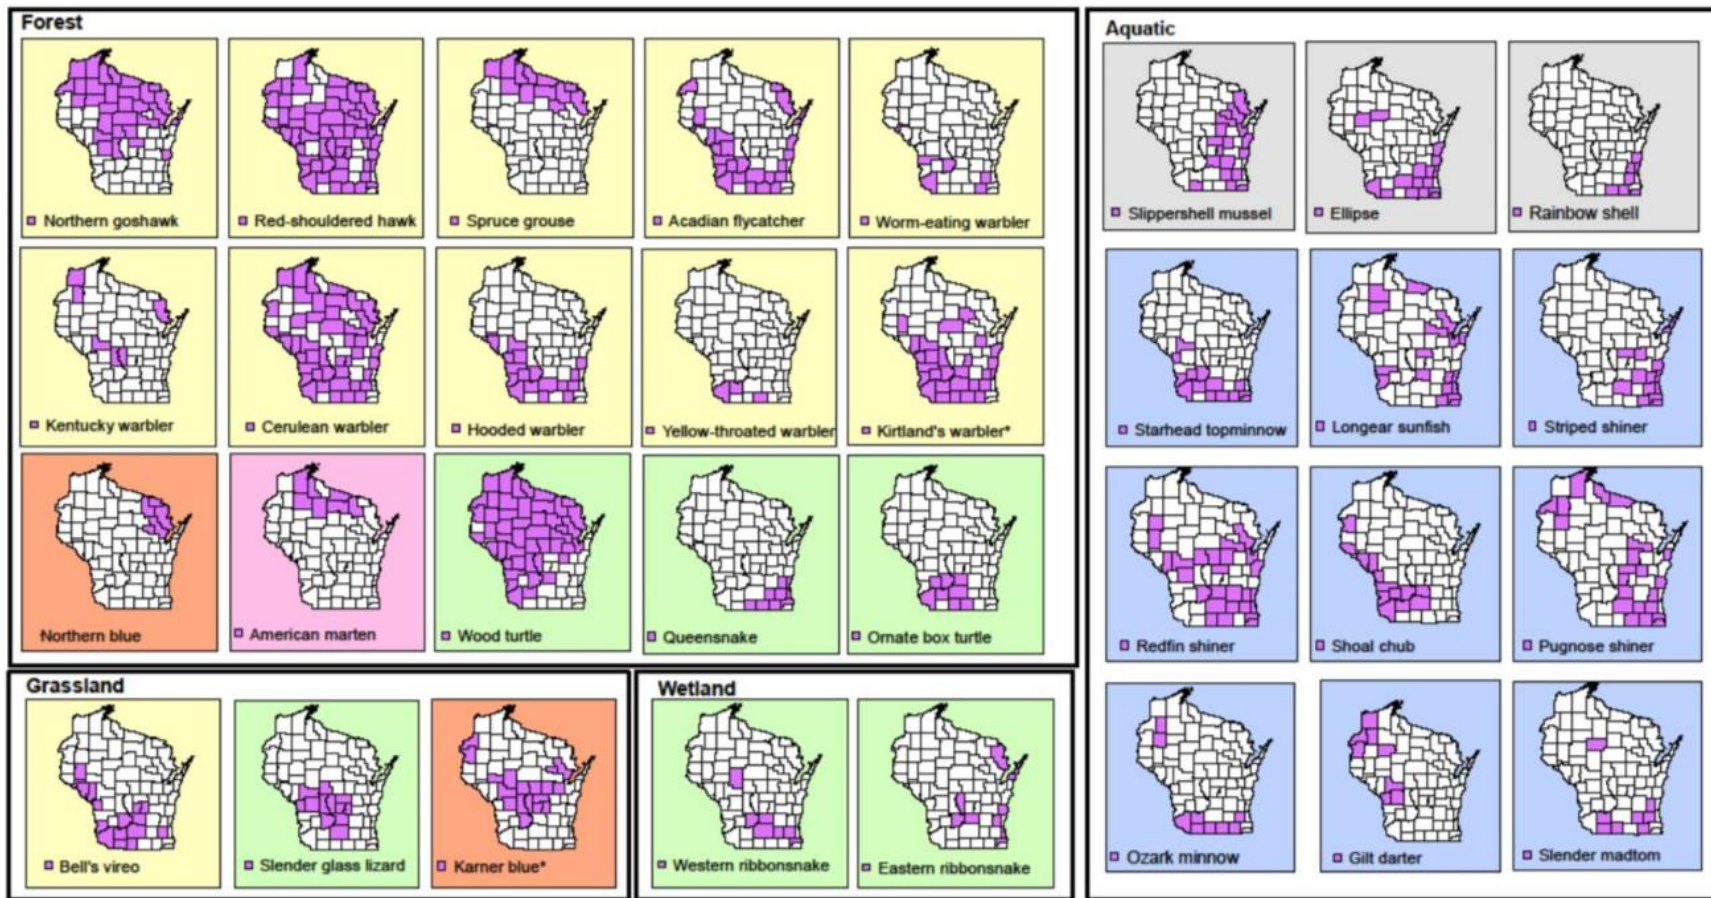 Forest
Northern goshawk
Red-shouldered hawk
Spruce grouse
Acadian flycatcher
Worm-eating warbler
Kentucky warbler
Cerulean warbler
Hooded warbler
Yellow-throated warbler
Kirtland's warbler*
Northern blue
American marten
Wood turtle
Queensnake
Ornate box turtle
Grassland
Bell's vireo
Slender glass lizard
Karner blue*
Wetland
Western ribbonsnake
Eastern ribbonsnake
Aquatic
Slippershell mussel
Ellipse
Rainbow shell
Starhead topminnow
Longear sunfish
Striped shiner
Redfin shiner
Shoal chub
Pugnose shiner
Ozark minnow
Gilt darter
Slender madtom